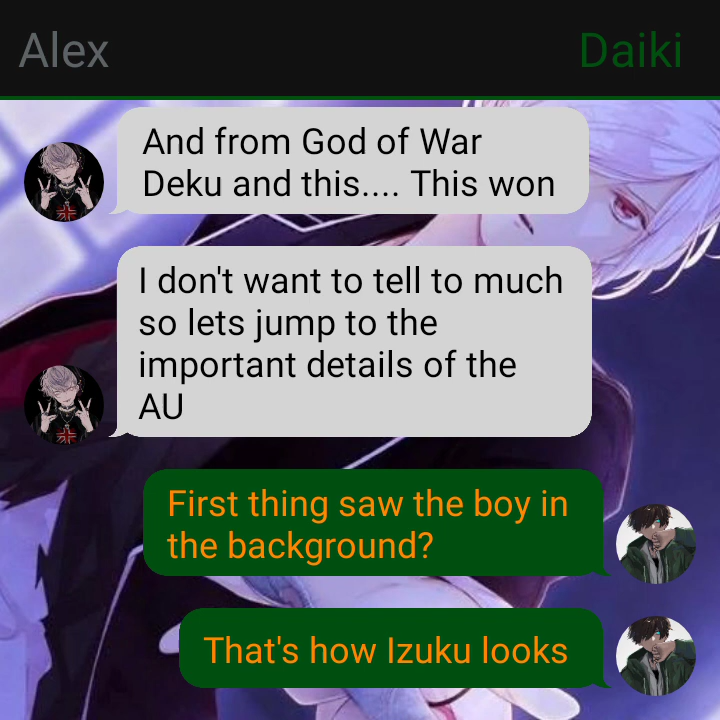 Alex Daiki
And from God of War
Deku and this.... This won
I don't want to tell to much
so lets jump to the
important details of the
AU
First thing saw the boy in
the background?
That's how Izuku looks